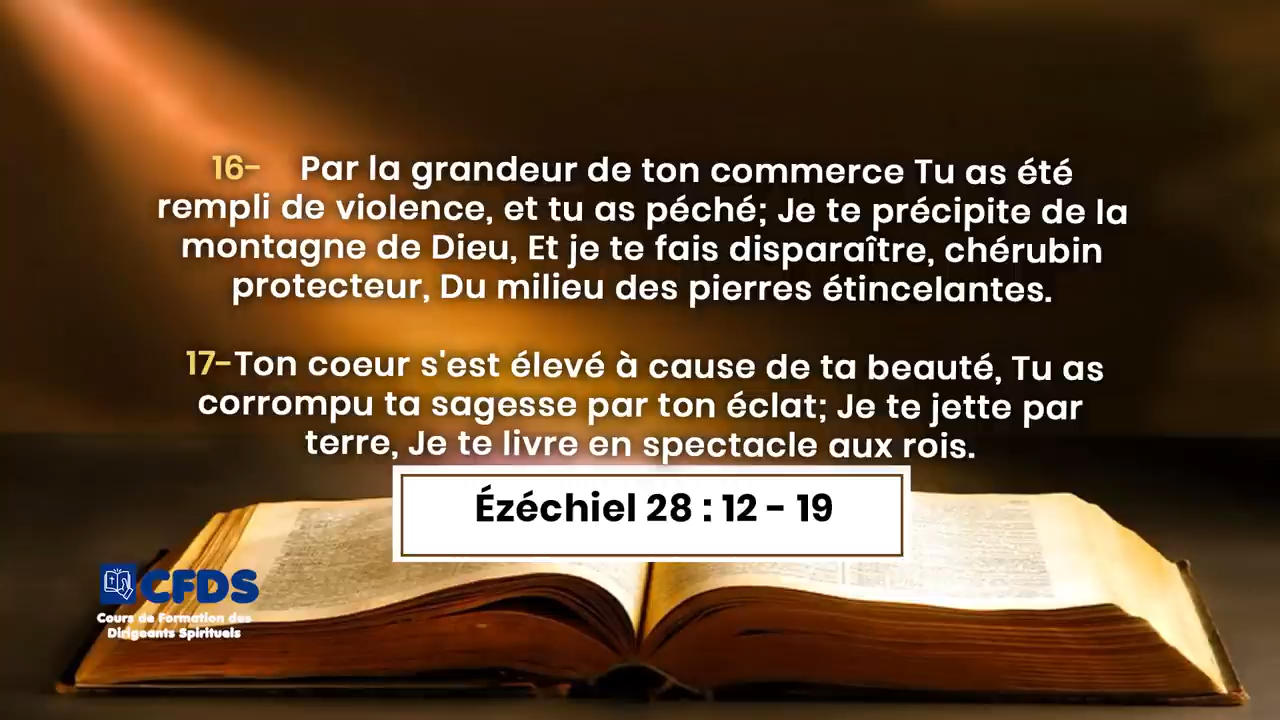 16- Par la grandeur de ton commerce Tu as été
rempli de violence, et tu as péché; Je te précipite de la
montagne de Dieu, Et je te fais disparaître, chérubin
protecteur, Du milieu des pierres étincelantes.
17-Ton coeur s'est élevé à cause de ta beauté, Tu as
corrompu ta sagesse par ton éclat; Je te jette par
terre, Je te livre en spectacle aux rois.
Ézéchiel 28 : 12 - 19
CFDS
Cours de Formation des
Dirigeants Spirituels